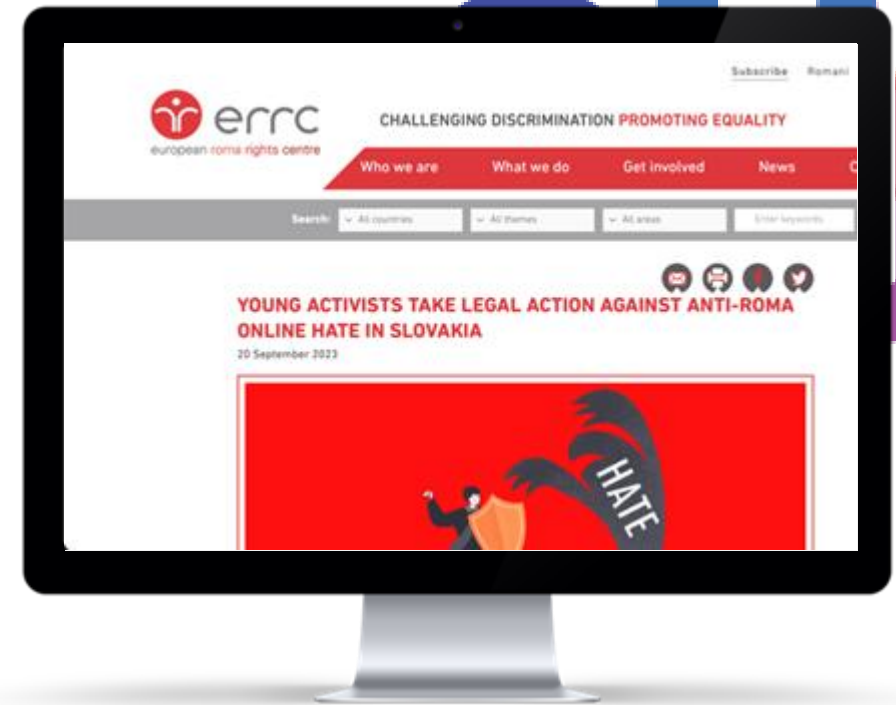 Subscribe Romani
errc
european roma rights centre
CHALLENGING DISCRIMINATION PROMOTING EQUALITY
Who we are What we do Get involved News
Search: All countries All themes All areas Enter keywords
YOUNG ACTIVISTS TAKE LEGAL ACTION AGAINST ANTI-ROMA
ONLINE HATE IN SLOVAKIA
20 September 2023
HATE